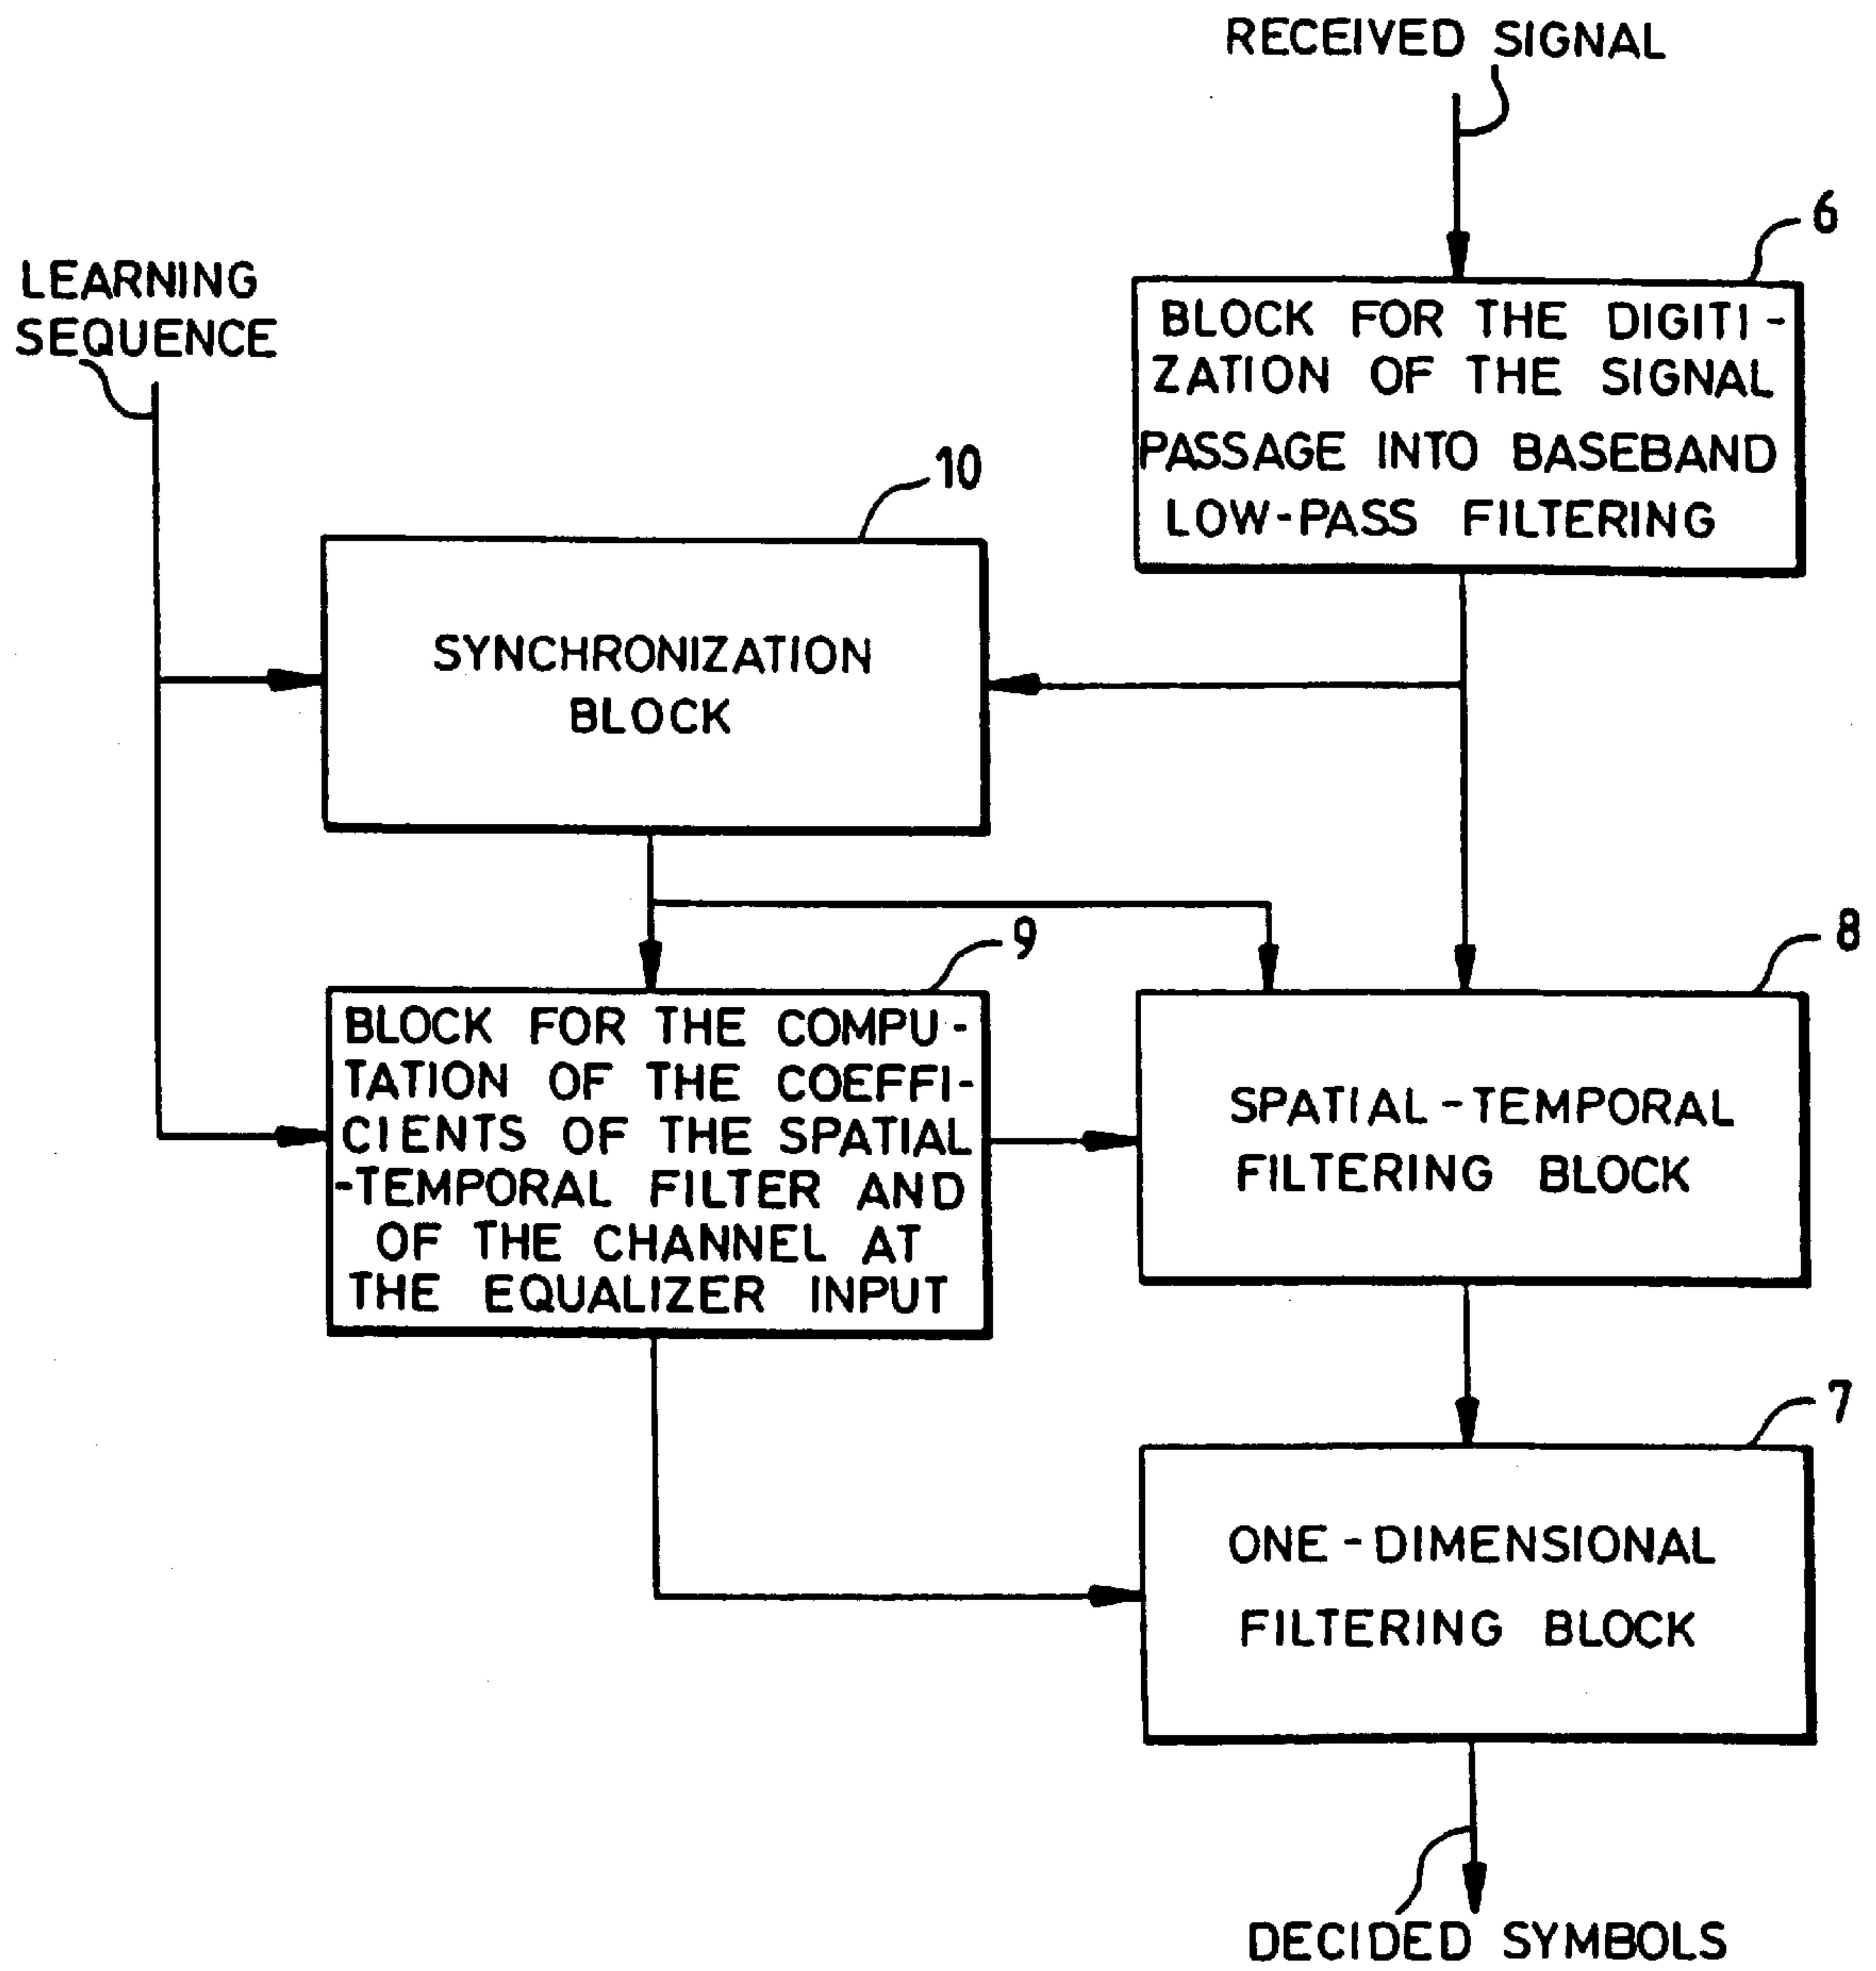 RECEIVED SIGNAL
6
LEARNING
SEQUENCE
BLOCK FOR THE DIGITI-
ZATION OF THE SIGNAL
PASSAGE INTO BASEBAND
LOW-PASS FILTERING
10
SYNCHRONIZATION
BLOCK
9
BLOCK FOR THE COMPU-
TATION OF THE COEFFI-
CIENTS OF THE SPATIAL
-TEMPORAL FILTER AND
OF THE CHANNEL AT
THE EQUALIZER INPUT
8
SPATIAL-TEMPORAL
FILTERING BLOCK
7
ONE-DIMENSIONAL
FILTERING BLOCK
DECIDED SYMBOLS